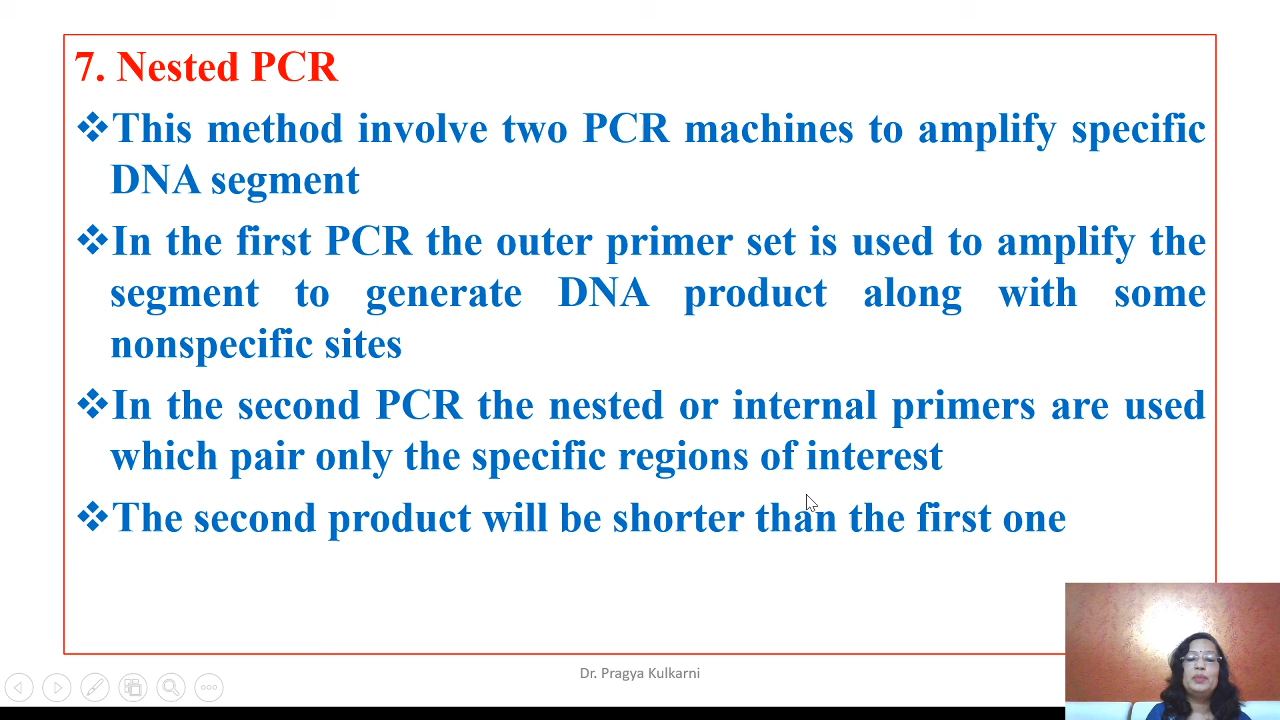 7. Nested PCR
❖This method involve two PCR machines to amplify specific
DNA segment
❖In the first PCR the outer primer set is used to amplify the
segment to generate DNA product along with some
nonspecific sites
❖In the second PCR the nested or internal primers are used
which pair only the specific regions of interest
❖The second product will be shorter than the first one
Dr. Pragya Kulkarni